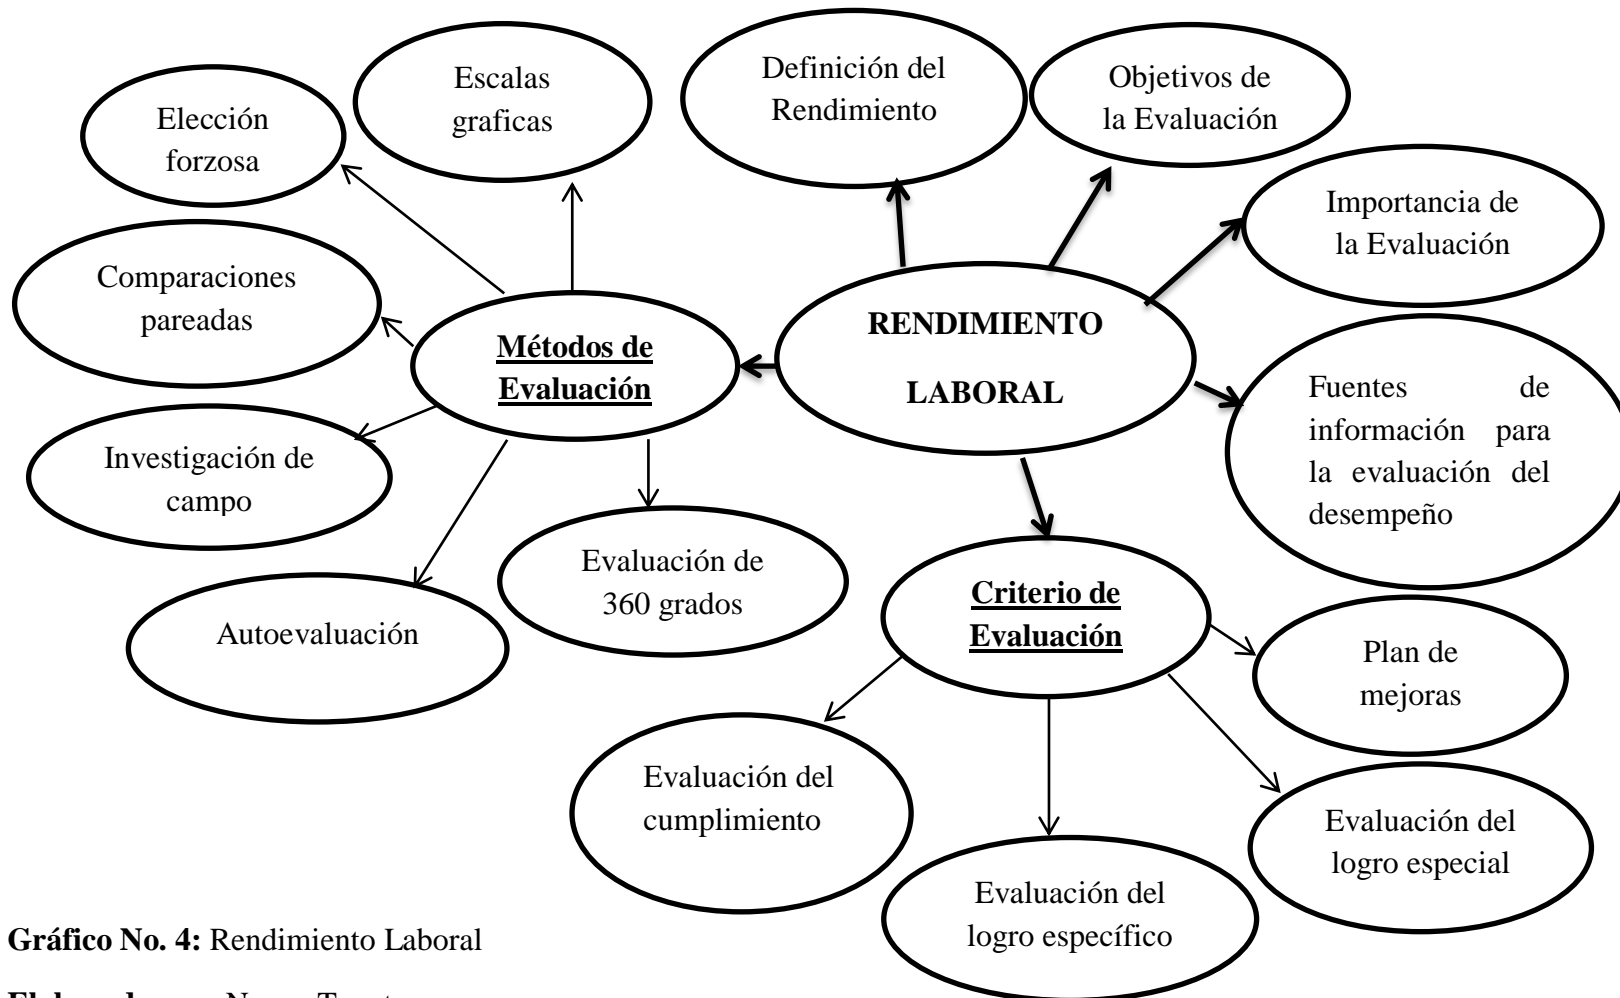 Escalas
graficas
Definición del
Rendimiento
Objetivos de
la Evaluación
Elección
forzosa
Importancia de
la Evaluación
Comparaciones
pareadas
Métodos de
Evaluación
RENDIMIENTO
LABORAL
Fuentes de
información para
la evaluación del
desempeño
Investigación de
campo
Evaluación de
360 grados
Autoevaluación
Criterio de
Evaluación
Plan de
mejoras
Evaluación del
cumplimiento
Evaluación del
logro especial
Evaluación del
logro específico
Gráfico No. 4: Rendimiento Laboral